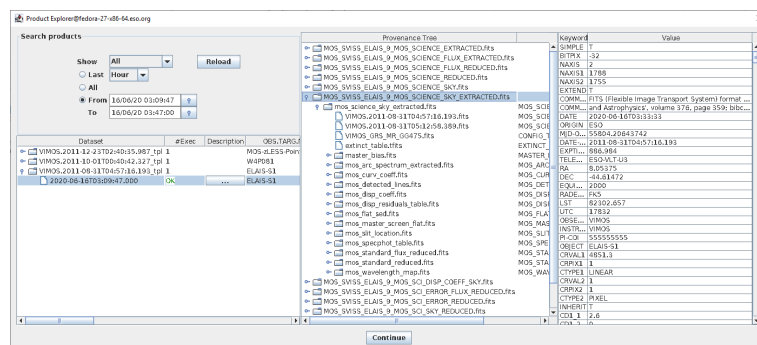 Product Explorer@fedora-27-x86-64.eso.org
Search products
Show All Reload
Last Hour
All
From 16/06/20 03:09:47
To 16/06/20 03:47:00
Dataset #Exec Description OBS.TARG.N
VIMOS.2011-12-23T02:40:35.987_tpl 1 MOS-zLESS-Point
VIMOS.2011-10-01T00:40:42.327_tpl 1 W4P081
VIMOS.2011-08-31T04:57:16.193_tpl 1 ELAIS-S1
2020-06-16T03:09:47.000 OK ... ELAIS-S1
Provenance Tree
MOS_SVISS_ELAIS_9_MOS_SCIENCE_EXTRACTED.fits
MOS_SVISS_ELAIS_9_MOS_SCIENCE_FLUX_EXTRACTED.fits
MOS_SVISS_ELAIS_9_MOS_SCIENCE_FLUX_REDUCED.fits
MOS_SVISS_ELAIS_9_MOS_SCIENCE_REDUCED.fits
MOS_SVISS_ELAIS_9_MOS_SCIENCE_SKY.fits
MOS_SVISS_ELAIS_9_MOS_SCIENCE_SKY_EXTRACTED.fits
mos_science_sky_extracted.fits MOS_SCIE
VIMOS.2011-08-31T04:57:16.193.fits MOS_SCIE
VIMOS.2011-08-31T05:12:58.389.fits MOS_SCIE
VIMOS_GRS_MR_GG475.fits CONFIG_T
extinct_table.fits EXTINCT_
master_bias.fits MASTER_
mos_arc_spectrum_extracted.fits MOS_ARC
mos_curv_coeff.fits MOS_CUR
mos_detected_lines.fits MOS_DET
mos_disp_coeff.fits MOS_DISI
mos_disp_residuals_table.fits MOS_DISI
mos_flat_sed.fits MOS_FLA
mos_master_screen_flat.fits MOS_MAS
mos_slit_location.fits MOS_SLIT
mos_specphot_table.fits MOS_SPE
mos_standard_flux_reduced.fits MOS_STA
mos_standard_reduced.fits MOS_STA
mos_wavelength_map.fits MOS_WAV
MOS_SVISS_ELAIS_9_MOS_SCI_DISP_COEFF_SKY.fits
MOS_SVISS_ELAIS_9_MOS_SCI_ERROR_FLUX_REDUCED.fits
MOS_SVISS_ELAIS_9_MOS_SCI_ERROR_REDUCED.fits
MOS_SVISS_ELAIS_9_MOS_SCI_SKY_REDUCED.fits
Keyword Value
SIMPLE T
BITPIX -32
NAXIS 2
NAXIS1 1788
NAXIS2 1755
EXTEND T
COMM... FITS (Flexible Image Transport System) format ...
COMM... and Astrophysics', volume 376, page 359; bibc...
DATE 2020-06-16T03:33:33
ORIGIN ESO
MJD-O... 55804.20643742
DATE-... 2011-08-31T04:57:16.193
EXPTI... 886.984
TELE... ESO-VLT-U3
RA 8.05375
DEC -44.61472
EQUI... 2000
RADE... FK5
LST 82302.657
UTC 17832
OBSE... VIMOS
INSTR... VIMOS
PI-COI 555555555
OBJECT ELAIS-S1
CRVAL1 4851.3
CRPIX1 1
CTYPE1 LINEAR
CRVAL2 1
CRPIX2 1
CTYPE2 PIXEL
INHERIT T
CD1_1 2.6
CD1_2 0
Continue